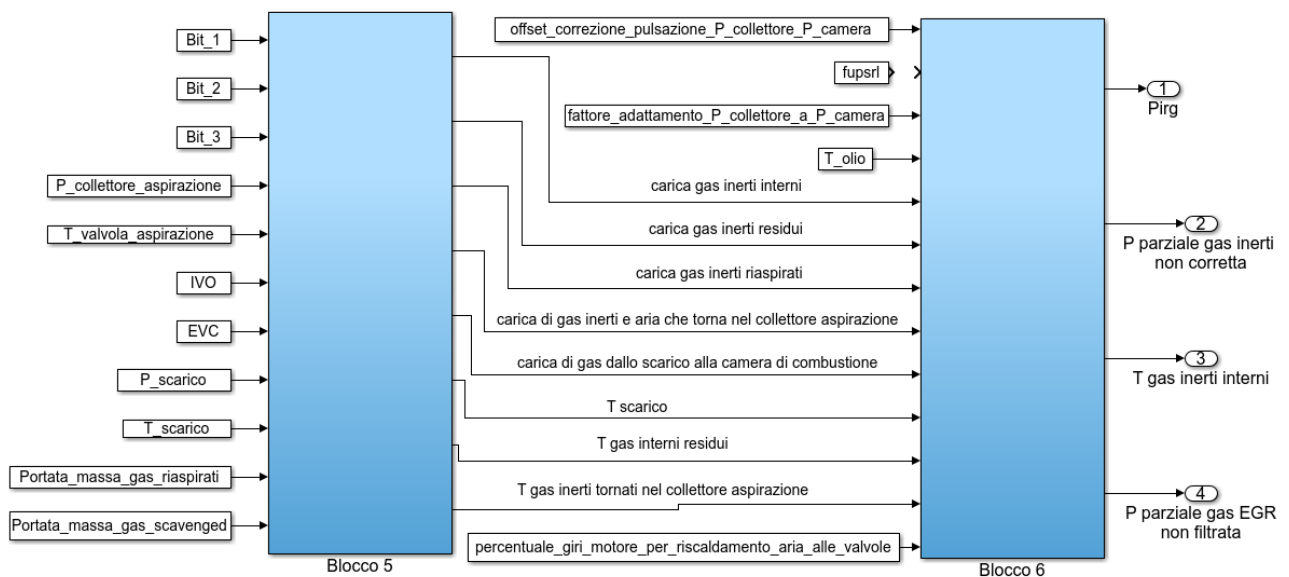 Bit_1
Bit_2
Bit_3
P_collettore_aspirazione
T_valvola_aspirazione
IVO
EVC
P_scarico
T_scarico
Portata_massa_gas_riaspirati
Portata_massa_gas_scavenged
Blocco 5
offset_correzione_pulsazione_P_collettore_P_camera
fupsrl
fattore_adattamento_P_collettore_a_P_camera
T_olio
carica gas inerti interni
carica gas inerti residui
carica gas inerti riaspirati
carica di gas inerti e aria che torna nel collettore aspirazione
carica di gas dallo scarico alla camera di combustione
T scarico
T gas interni residui
T gas inerti tornati nel collettore aspirazione
percentuale_giri_motore_per_riscaldamento_aria_alle_valvole
Blocco 6
1
Pirg
2
P parziale gas inerti
non corretta
3
T gas inerti interni
4
P parziale gas EGR
non filtrata